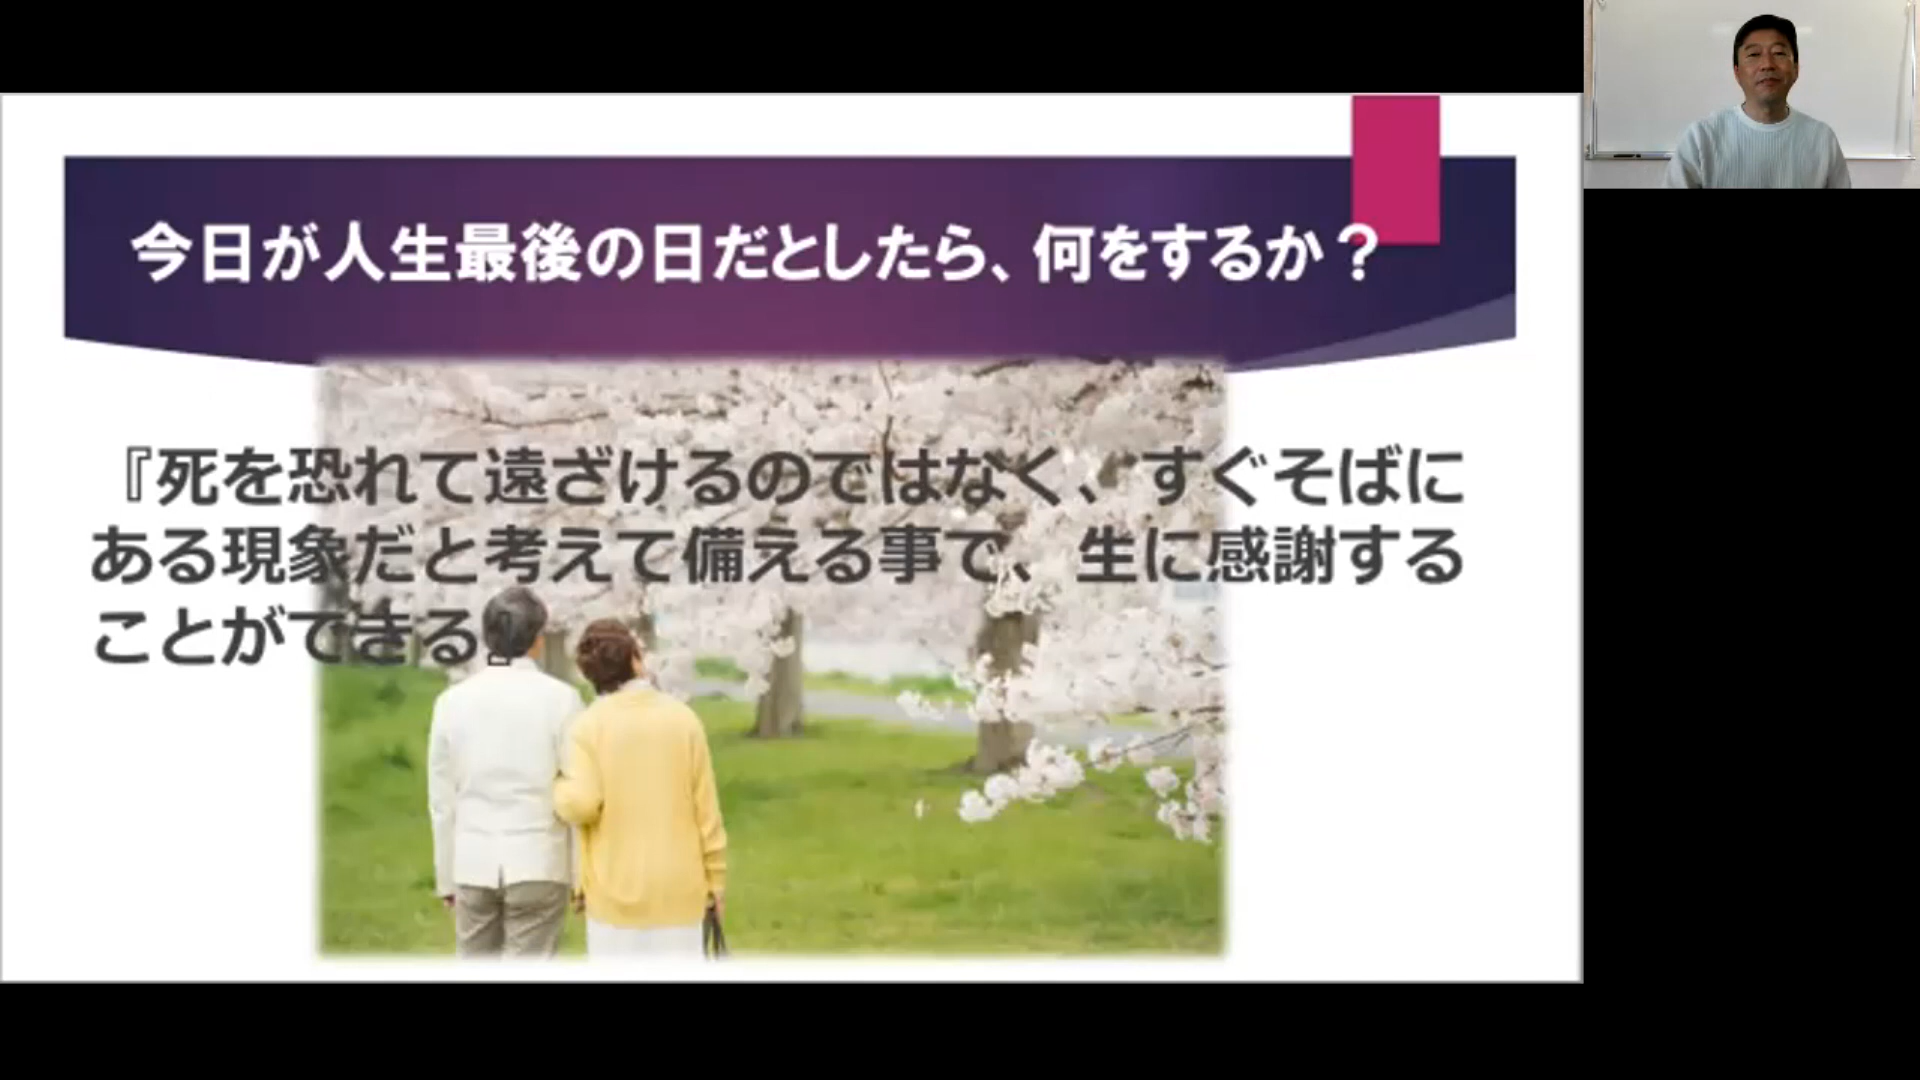 今日が人生最後の日だとしたら、何をするか？
『死を恐れて遠ざけるのではなく、すぐそばに
ある現象だと考えて備える事で、生に感謝する
ことができる』